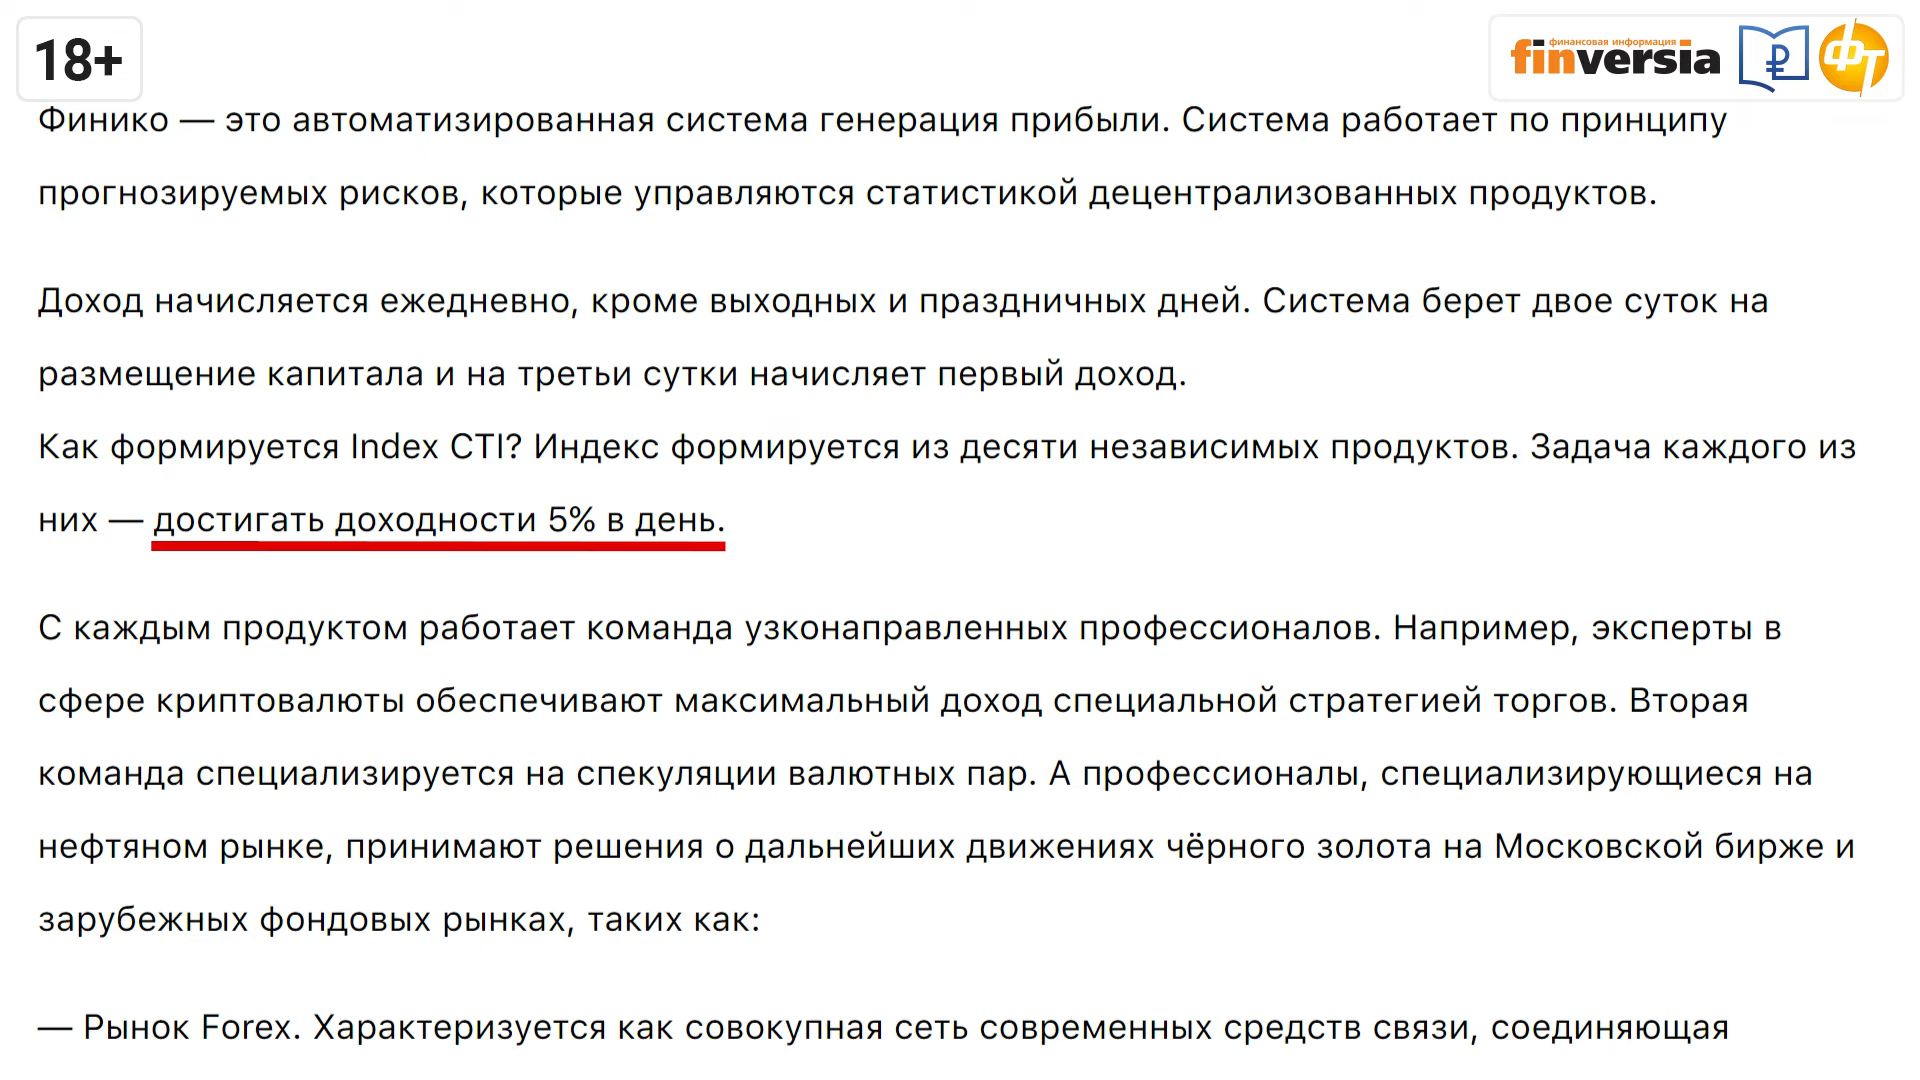 18+
финансовая информация
finversia
ФТ
Финико — это автоматизированная система генерация прибыли. Система работает по принципу
прогнозируемых рисков, которые управляются статистикой децентрализованных продуктов.
Доход начисляется ежедневно, кроме выходных и праздничных дней. Система берет двое суток на
размещение капитала и на третьи сутки начисляет первый доход.
Как формируется Index CTI? Индекс формируется из десяти независимых продуктов. Задача каждого из
них — достигать доходности 5% в день.
С каждым продуктом работает команда узконаправленных профессионалов. Например, эксперты в
сфере криптовалюты обеспечивают максимальный доход специальной стратегией торгов. Вторая
команда специализируется на спекуляции валютных пар. А профессионалы, специализирующиеся на
нефтяном рынке, принимают решения о дальнейших движениях чёрного золота на Московской бирже и
зарубежных фондовых рынках, таких как:
— Рынок Forex. Характеризуется как совокупная сеть современных средств связи, соединяющая